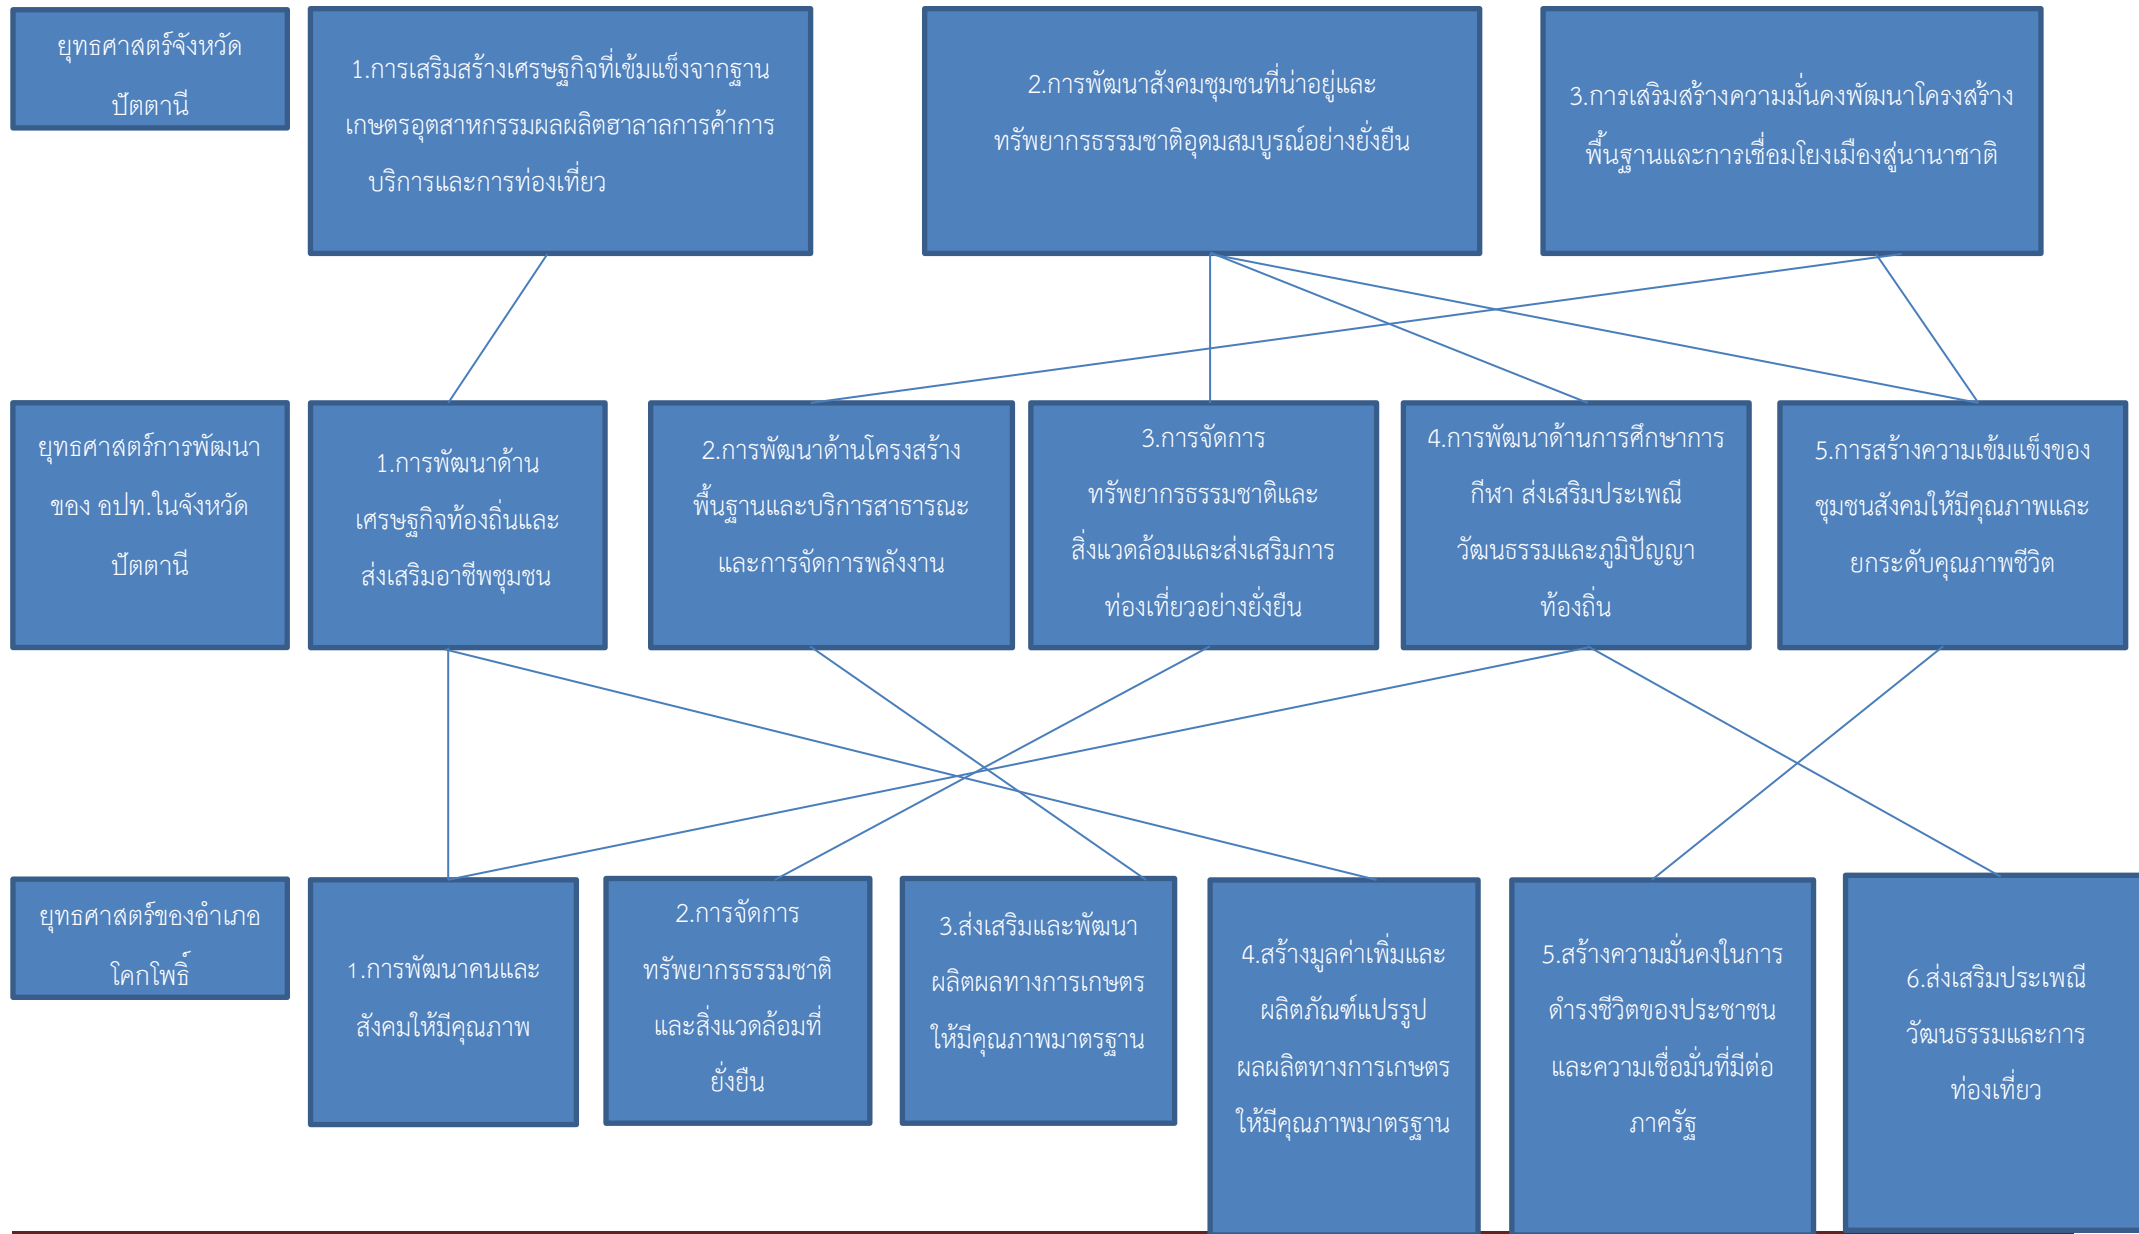 ยุทธศาสตร์จังหวัด
ปัตตานี
1.การเสริมสร้างเศรษฐกิจที่เข้มแข็งจากฐาน
เกษตรอุตสาหกรรมผลผลิตฮาลาลการค้าการ
บริการและการท่องเที่ยว
2.การพัฒนาสังคมชุมชนที่น่าอยู่และ
ทรัพยากรธรรมชาติอุดมสมบูรณ์อย่างยั่งยืน
3.การเสริมสร้างความมั่นคงพัฒนาโครงสร้าง
พื้นฐานและการเชื่อมโยงเมืองสู่นานาชาติ
ยุทธศาสตร์การพัฒนา
ของ อปท.ในจังหวัด
ปัตตานี
1.การพัฒนาด้าน
เศรษฐกิจท้องถิ่นและ
ส่งเสริมอาชีพชุมชน
2.การพัฒนาด้านโครงสร้าง
พื้นฐานและบริการสาธารณะ
และการจัดการพลังงาน
3.การจัดการ
ทรัพยากรธรรมชาติและ
สิ่งแวดล้อมและส่งเสริมการ
ท่องเที่ยวอย่างยั่งยืน
4.การพัฒนาด้านการศึกษาการ
กีฬา ส่งเสริมประเพณี
วัฒนธรรมและภูมิปัญญา
ท้องถิ่น
5.การสร้างความเข้มแข็งของ
ชุมชนสังคมให้มีคุณภาพและ
ยกระดับคุณภาพชีวิต
ยุทธศาสตร์ของอำเภอ
โคกโพธิ์
1.การพัฒนาคนและ
สังคมให้มีคุณภาพ
2.การจัดการ
ทรัพยากรธรรมชาติ
และสิ่งแวดล้อมที่
ยั่งยืน
3.ส่งเสริมและพัฒนา
ผลิตผลทางการเกษตร
ให้มีคุณภาพมาตรฐาน
4.สร้างมูลค่าเพิ่มและ
ผลิตภัณฑ์แปรรูป
ผลผลิตทางการเกษตร
ให้มีคุณภาพมาตรฐาน
5.สร้างความมั่นคงในการ
ดำรงชีวิตของประชาชน
และความเชื่อมั่นที่มีต่อ
ภาครัฐ
6.ส่งเสริมประเพณี
วัฒนธรรมและการ
ท่องเที่ยว